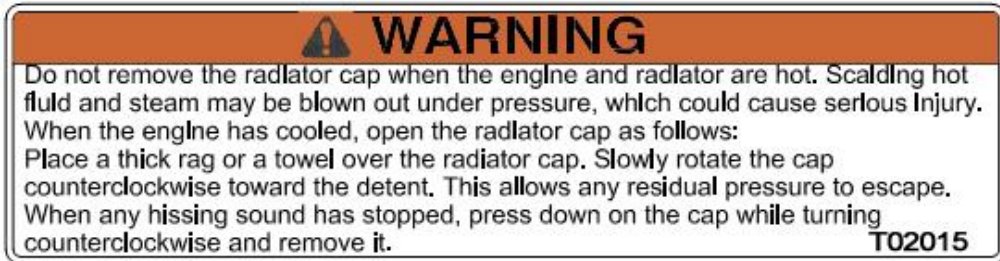 WARNING
Do not remove the radiator cap when the engine and radiator are hot. Scalding hot
fluid and steam may be blown out under pressure, which could cause serious injury.
When the engine has cooled, open the radiator cap as follows:
Place a thick rag or a towel over the radiator cap. Slowly rotate the cap
counterclockwise toward the detent. This allows any residual pressure to escape.
When any hissing sound has stopped, press down on the cap while turning
counterclockwise and remove it.
T02015